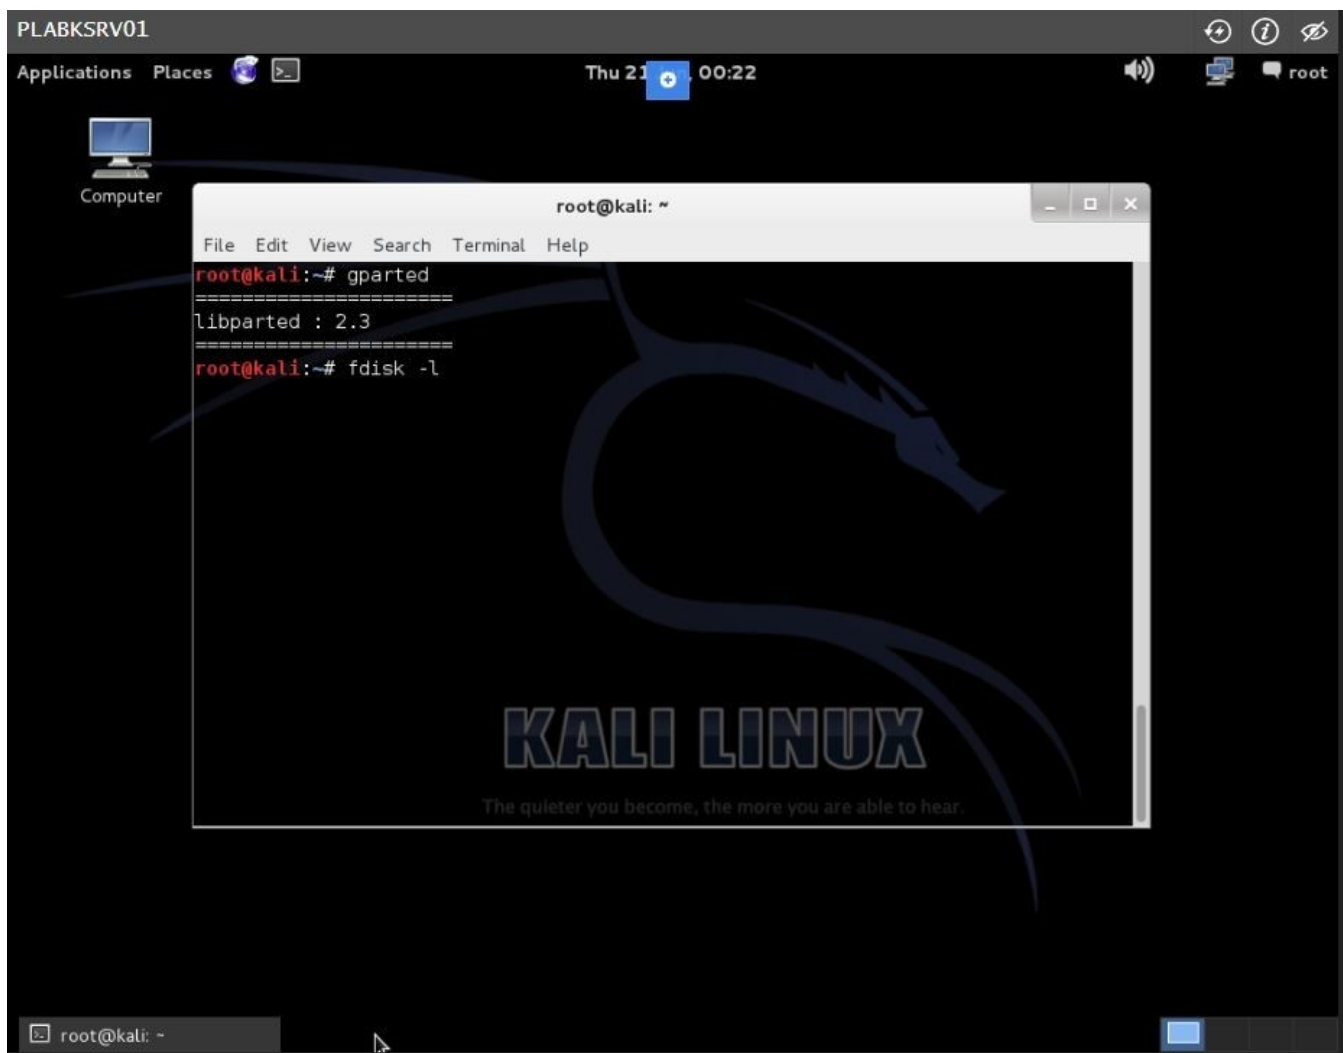 PLABKSRV01
Applications Places Thu 21 00:22 root
Computer
root@kali: ~
File Edit View Search Terminal Help
root@kali:~# gparted
======================
libparted : 2.3
======================
root@kali:~# fdisk -l
KALI LINUX
The quieter you become, the more you are able to hear.
root@kali: ~